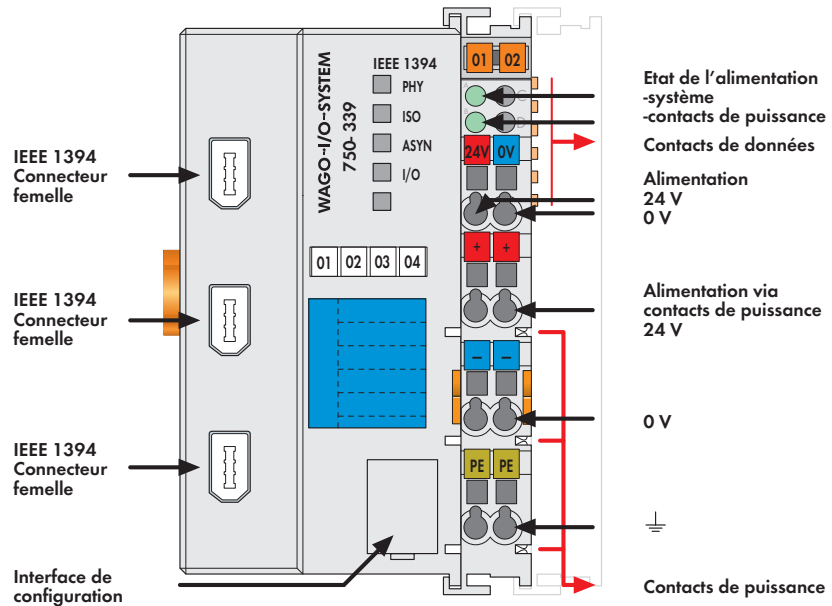 IEEE 1394
Connecteur
femelle
IEEE 1394
Connecteur
femelle
IEEE 1394
Connecteur
femelle
Interface de
configuration
WAGO-I/O-SYSTEM
750- 339
IEEE 1394
PHY
ISO
ASYN
I/O
01 02 03 04
01 02
A
C
B
D
24V 0V
+ +
– –
PE PE
Etat de l’alimentation
-système
-contacts de puissance
Contacts de données
Alimentation
24 V
0 V
Alimentation via
contacts de puissance
24 V
0 V
Contacts de puissance